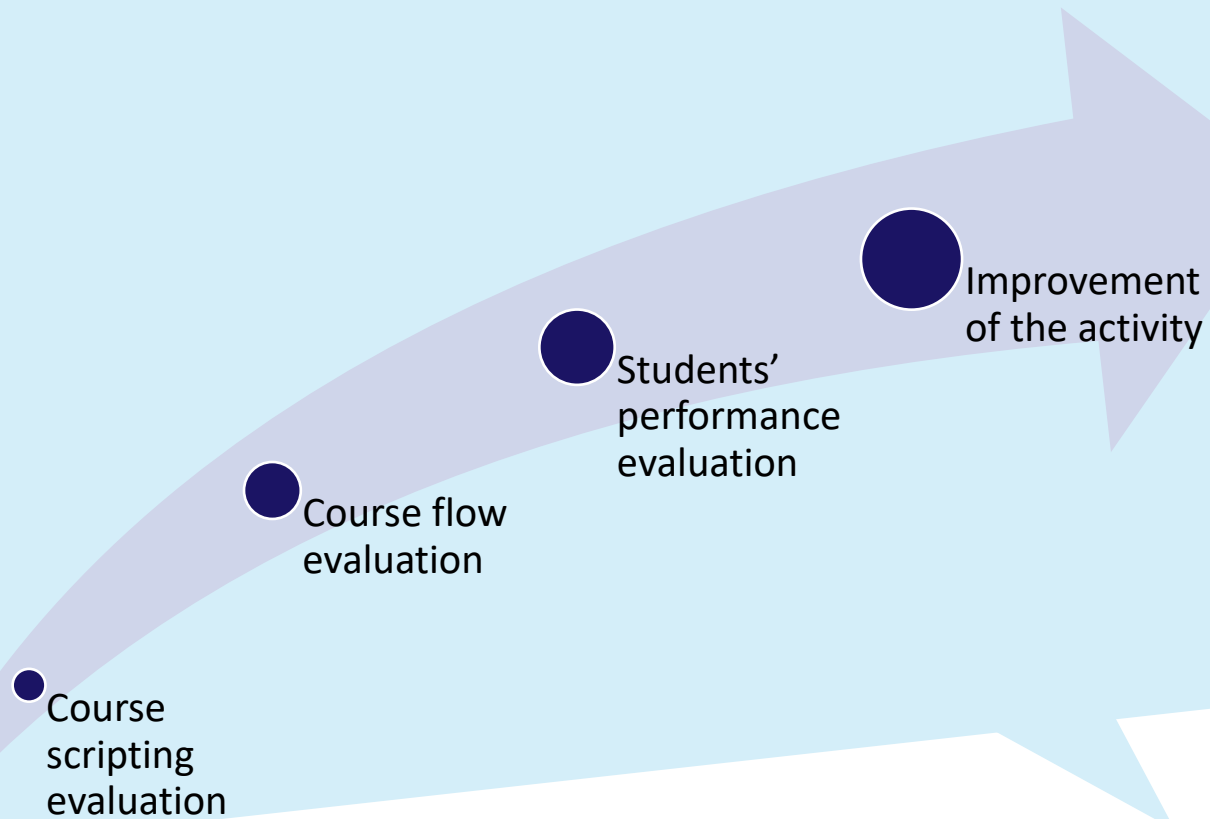 Improvement
of the activity
Students’
performance
evaluation
Course flow
evaluation
Course
scripting
evaluation